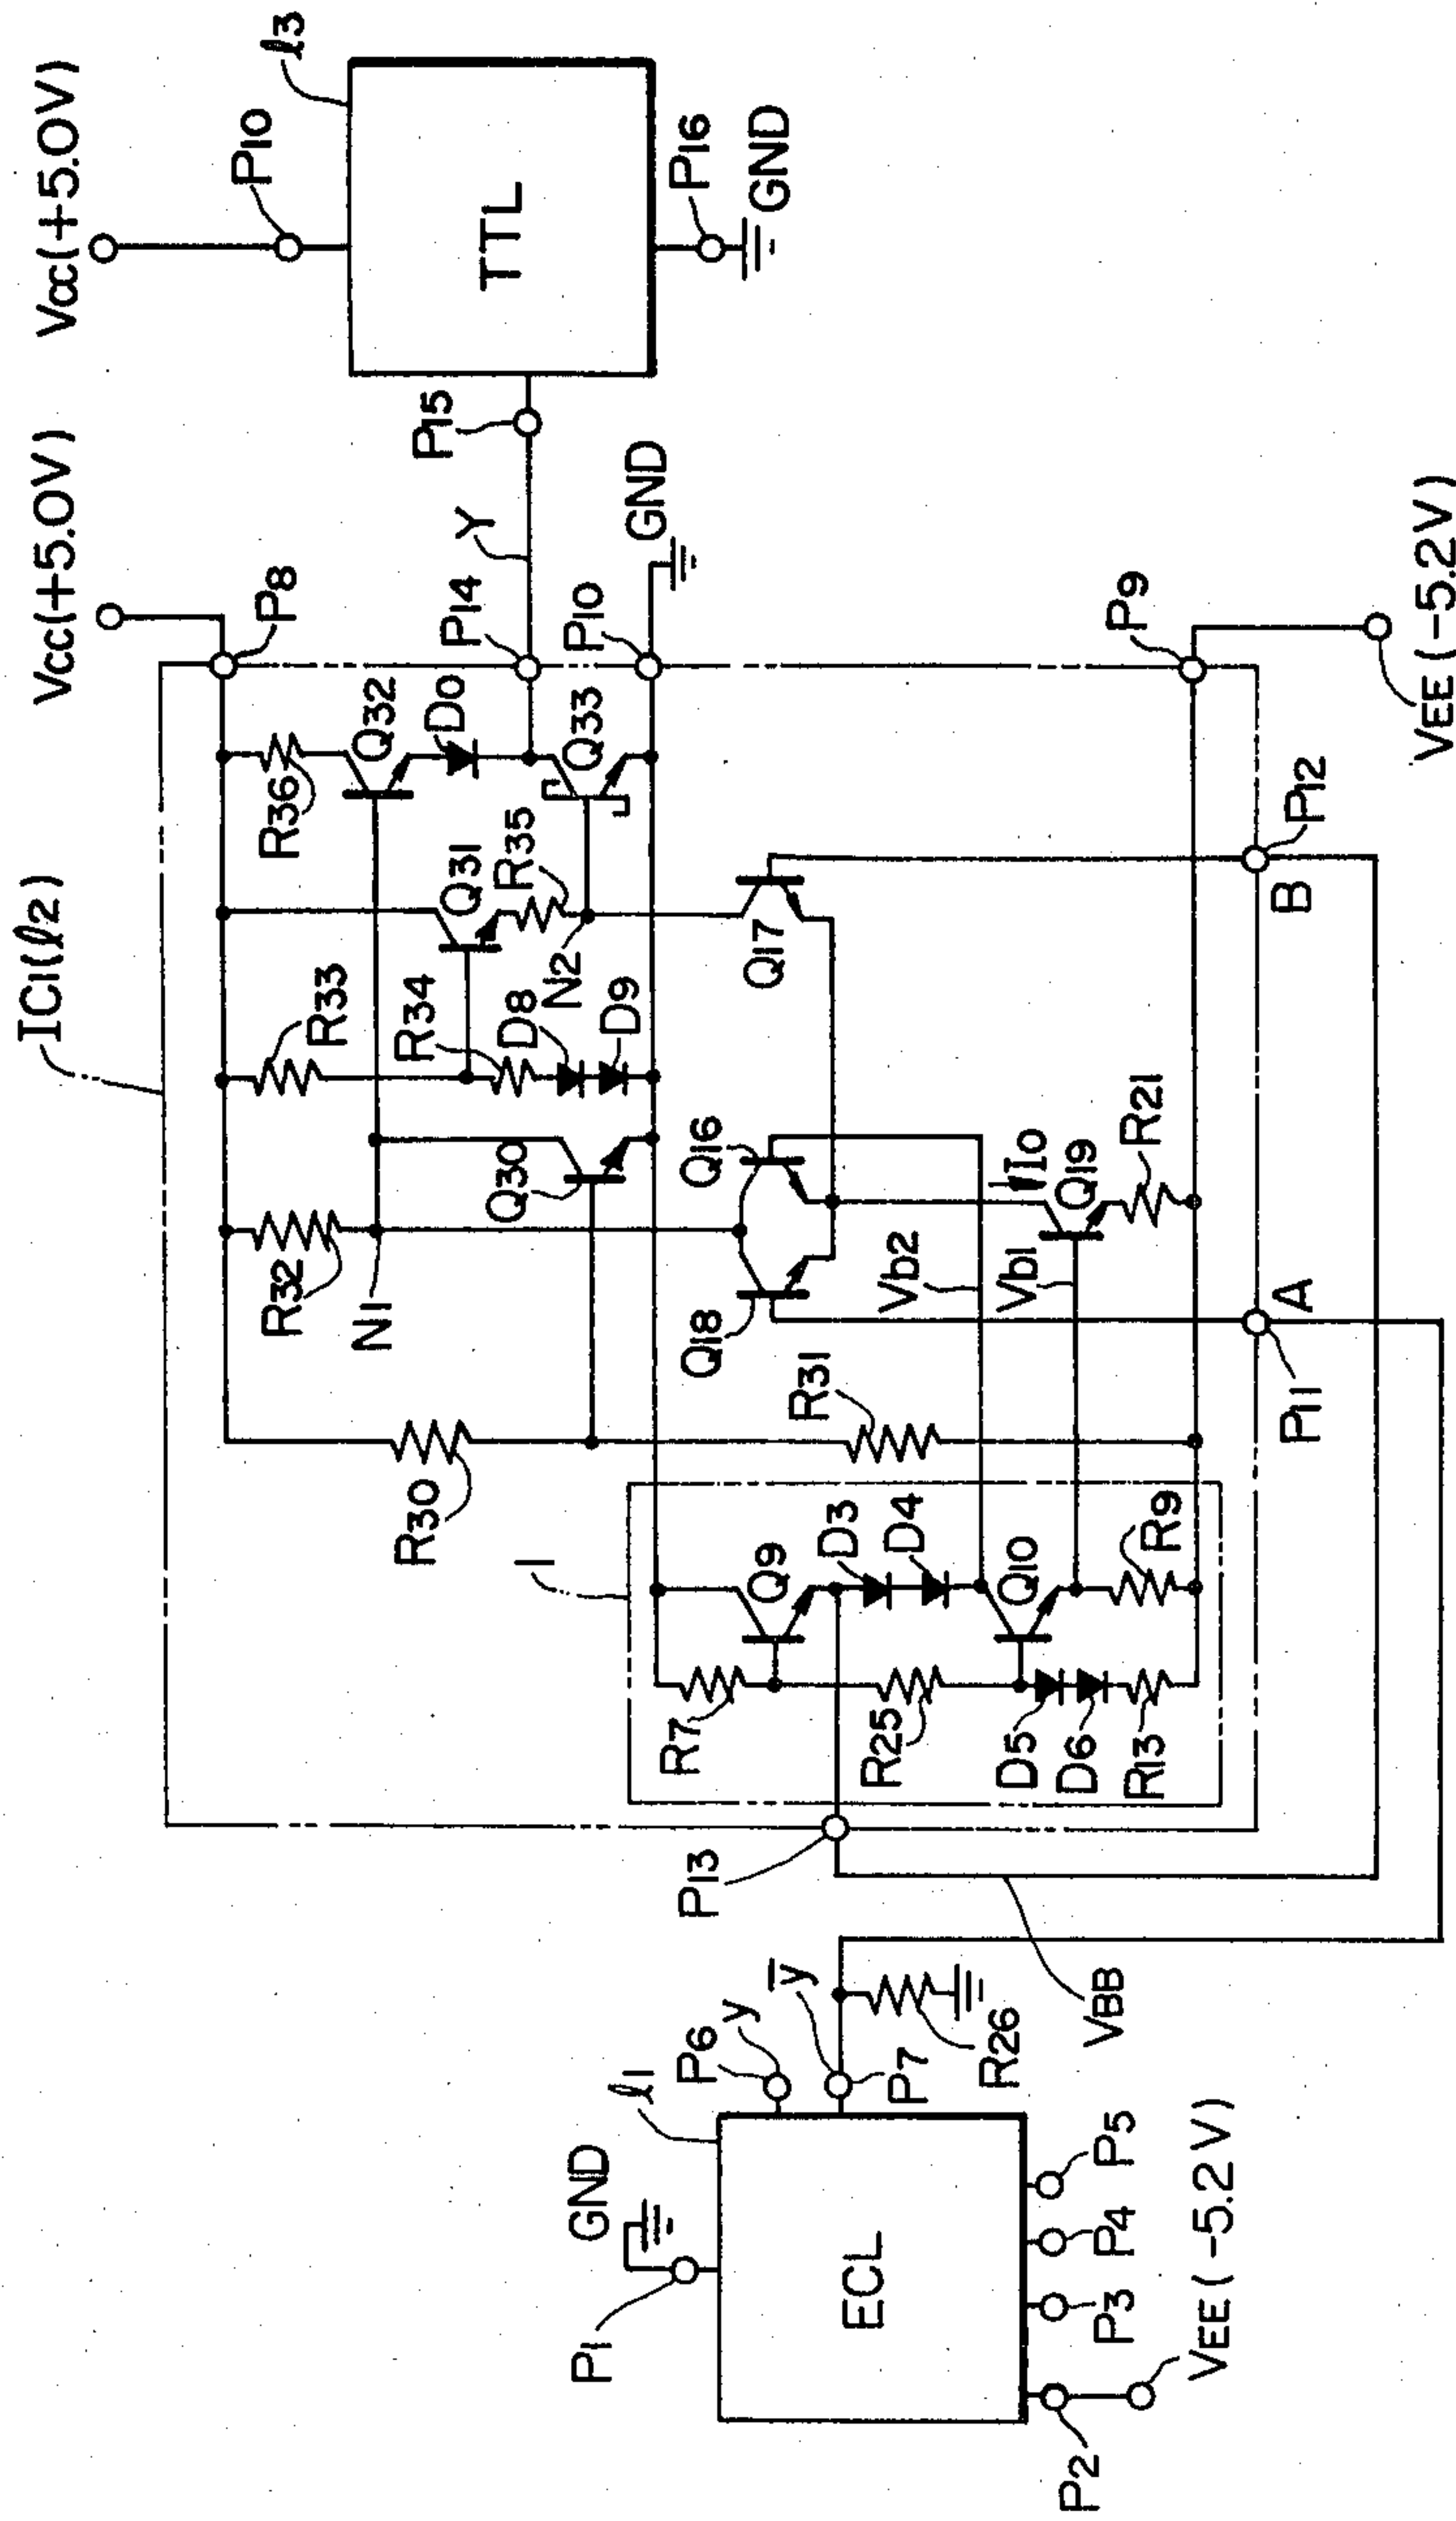 IC1(ℓ2)
Vcc(+5.0V)
Vcc(+5.0V)
P8
P10
ℓ3
TTL
P16
GND
P15
Y
P14
P10
GND
R30
R32
N1
R33
R34
D8
D9
Q30
Q31
R35
N2
R36
Q32
D0
Q33
1
R7
Q9
D3
D4
R25
Q10
D5
D6
R13
R9
R31
Q18
Q16
Q17
Vb2
Vb1
I0
Q19
R21
P9
VEE(-5.2V)
P13
P11
A
B
P12
VBB
GND
P1
ℓ1
P6
y
y̅
P7
R26
ECL
P2
P3
P4
P5
VEE(-5.2V)